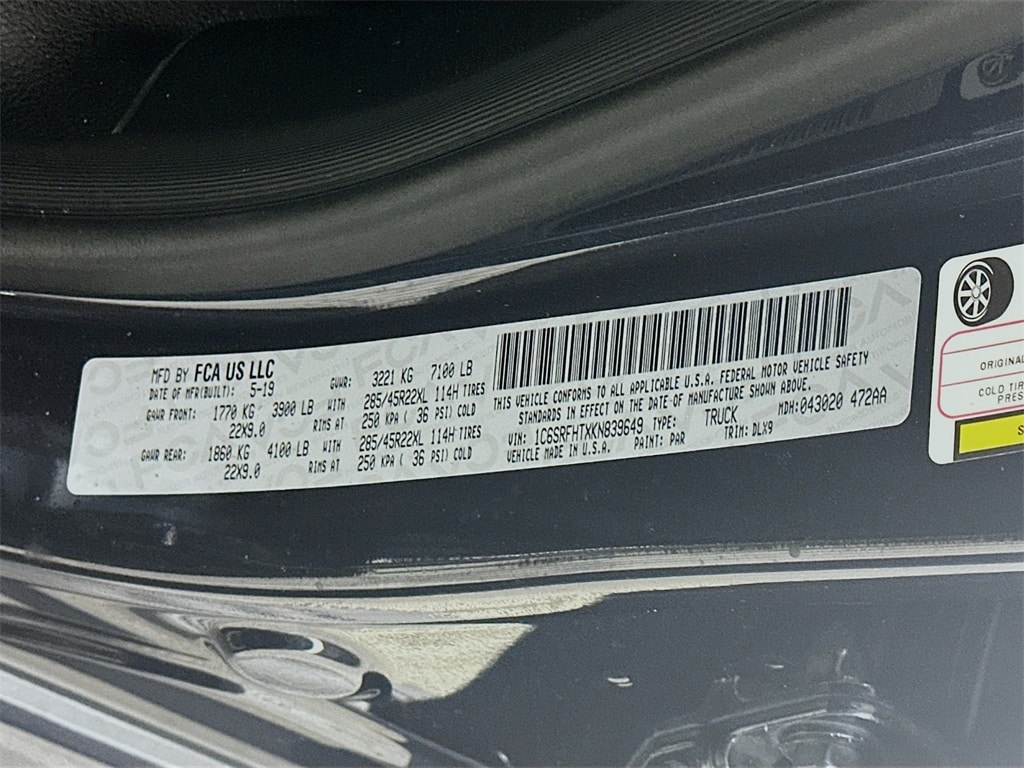 MFD BY FCA US LLC
DATE OF MFR(BUILT): 5-19 GVWR: 3221 KG 7100 LB
GAWR FRONT: 1770 KG 3900 LB WITH 285/45R22XL 114H TIRES
22X9.0 RIMS AT 250 KPA ( 36 PSI) COLD
GAWR REAR: 1860 KG 4100 LB WITH 285/45R22XL 114H TIRES
22X9.0 RIMS AT 250 KPA ( 36 PSI) COLD
THIS VEHICLE CONFORMS TO ALL APPLICABLE U.S.A. FEDERAL MOTOR VEHICLE SAFETY
STANDARDS IN EFFECT ON THE DATE OF MANUFACTURE SHOWN ABOVE.
VIN: 1C6SRFHTXKN839649 TYPE: TRUCK MDH: 043020 472AA
VEHICLE MADE IN U.S.A. PAINT: PAR TRIM: DLX9
ORIGINA
COLD TI
PRES
S